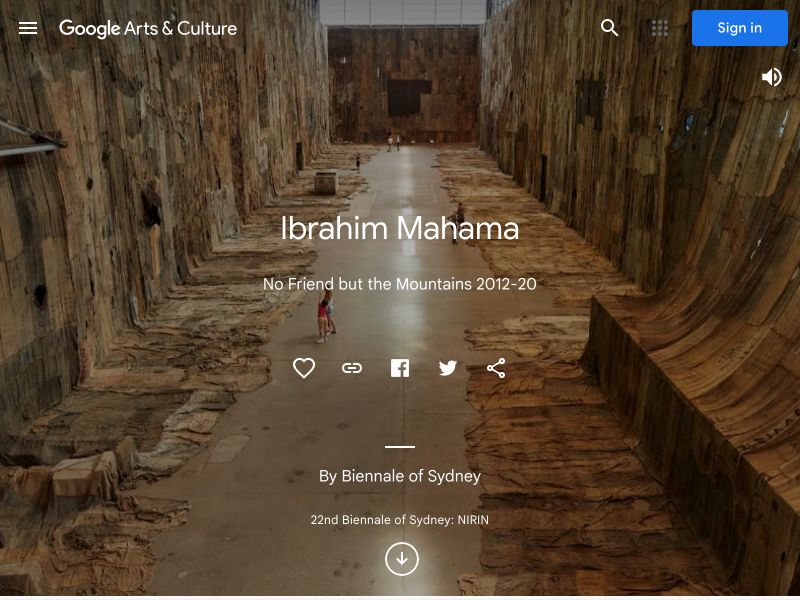 Google Arts & Culture
Sign in
Ibrahim Mahama
No Friend but the Mountains 2012-20
By Biennale of Sydney
22nd Biennale of Sydney: NIRIN